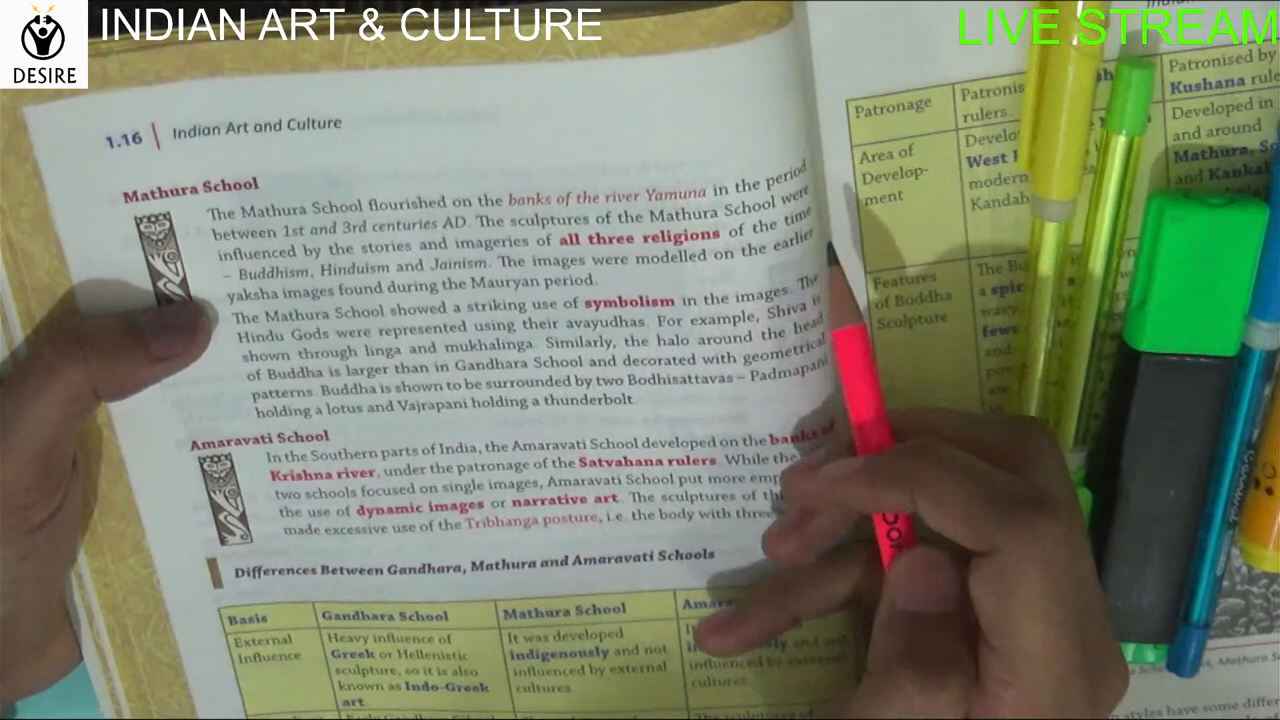 INDIAN ART & CULTURE
LIVE STREAM
DESIRE
1.16 | Indian Art and Culture
Mathura School
The Mathura School flourished on the banks of the river Yamuna in the period
between 1st and 3rd centuries AD. The sculptures of the Mathura School were
influenced by the stories and imageries of all three religions of the time
– Buddhism, Hinduism and Jainism. The images were modelled on the earlier
yaksha images found during the Mauryan period.
The Mathura School showed a striking use of symbolism in the images. The
Hindu Gods were represented using their avayudhas. For example, Shiva is
shown through linga and mukhalinga. Similarly, the halo around the head
of Buddha is larger than in Gandhara School and decorated with geometrical
patterns. Buddha is shown to be surrounded by two Bodhisattavas – Padmapani
holding a lotus and Vajrapani holding a thunderbolt.
Amaravati School
In the Southern parts of India, the Amaravati School developed on the banks of
Krishna river, under the patronage of the Satvahana rulers. While the
two schools focused on single images, Amaravati School put more
the use of dynamic images or narrative art. The sculptures of
made excessive use of the Tribhanga posture, i.e. the body with three
Differences Between Gandhara, Mathura and Amaravati Schools
Basis
Gandhara School
Mathura School
External
Influence
Heavy influence of
Greek or Hellenistic
sculpture, so it is also
known as Indo-Greek
art.
It was developed
indigenously and not
influenced by external
cultures
and not
influenced by external
cultures
Patronage
rulers.
Patronised by
Kushana
Area of
Develop-
ment
West
modern
Developed in
and around
Mathura,
and
Features
of Buddha
Sculpture
The
a
and